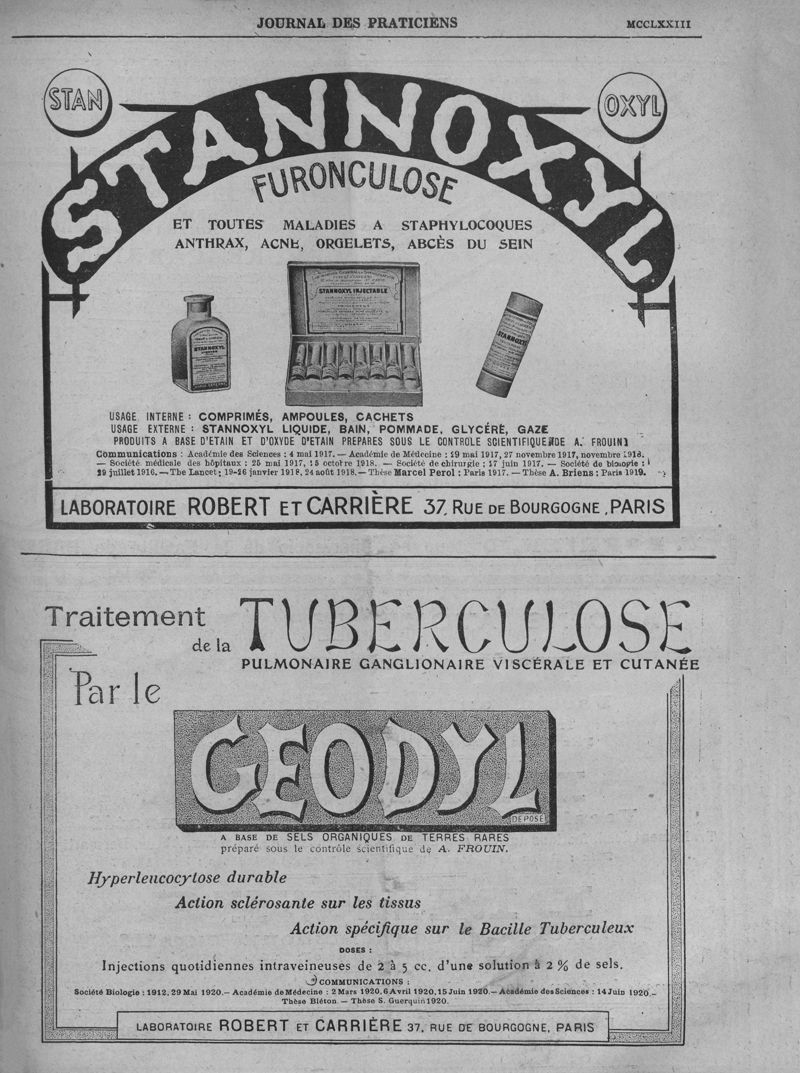 JOURNAL DES PRATICIENS
MCCLXXIII
STAN
OXYL
STANNOXYL
FURONCULOSE
ET TOUTES MALADIES A STAPHYLOCOQUES
ANTHRAX, ACNE, ORGELETS, ABCÈS DU SEIN
STANNOXYL INJECTABLE
STANNOXYL
STANNOXYL
USAGE INTERNE : COMPRIMÉS, AMPOULES, CACHETS
USAGE EXTERNE : STANNOXYL LIQUIDE, BAIN, POMMADE, GLYCÉRÉ, GAZE
PRODUITS A BASE D'ETAIN ET D'OXYDE D'ETAIN PREPARES SOUS LE CONTROLE SCIENTIFIQUE DE A. FROUIN
Communications : Académie des Sciences : 4 mai 1917. — Académie de Médecine : 29 mai 1917, 27 novembre 1917, novembre 1918.
— Société médicale des hôpitaux : 25 mai 1917, 15 octobre 1918. — Société de chirurgie : 17 juin 1917. — Société de biologie :
29 juillet 1916. — The Lancet : 19-26 janvier 1918, 24 août 1918. — Thèse Marcel Perol : Paris 1917. — Thèse A. Briens : Paris 1919.
LABORATOIRE ROBERT ET CARRIÈRE 37, RUE DE BOURGOGNE, PARIS
Traitement
de la TUBERCULOSE
PULMONAIRE GANGLIONAIRE VISCÉRALE ET CUTANÉE
Par le
GEODYL
DEPOSÉ
A BASE DE SELS ORGANIQUES DE TERRES RARES
préparé sous le contrôle scientifique de A. FROUIN.
Hyperleucocytose durable
Action sclérosante sur les tissus
Action spécifique sur le Bacille Tuberculeux
DOSES :
Injections quotidiennes intraveineuses de 2 à 5 cc. d'une solution à 2 % de sels.
COMMUNICATIONS :
Société Biologie : 1912, 29 Mai 1920. — Académie de Médecine : 2 Mars 1920. 6 Avril 1920, 15 Juin 1920. — Académie des Sciences : 14 Juin 1920. —
Thèse Biéton. — Thèse S. Guerquin 1920.
LABORATOIRE ROBERT ET CARRIÈRE 37, RUE DE BOURGOGNE, PARIS